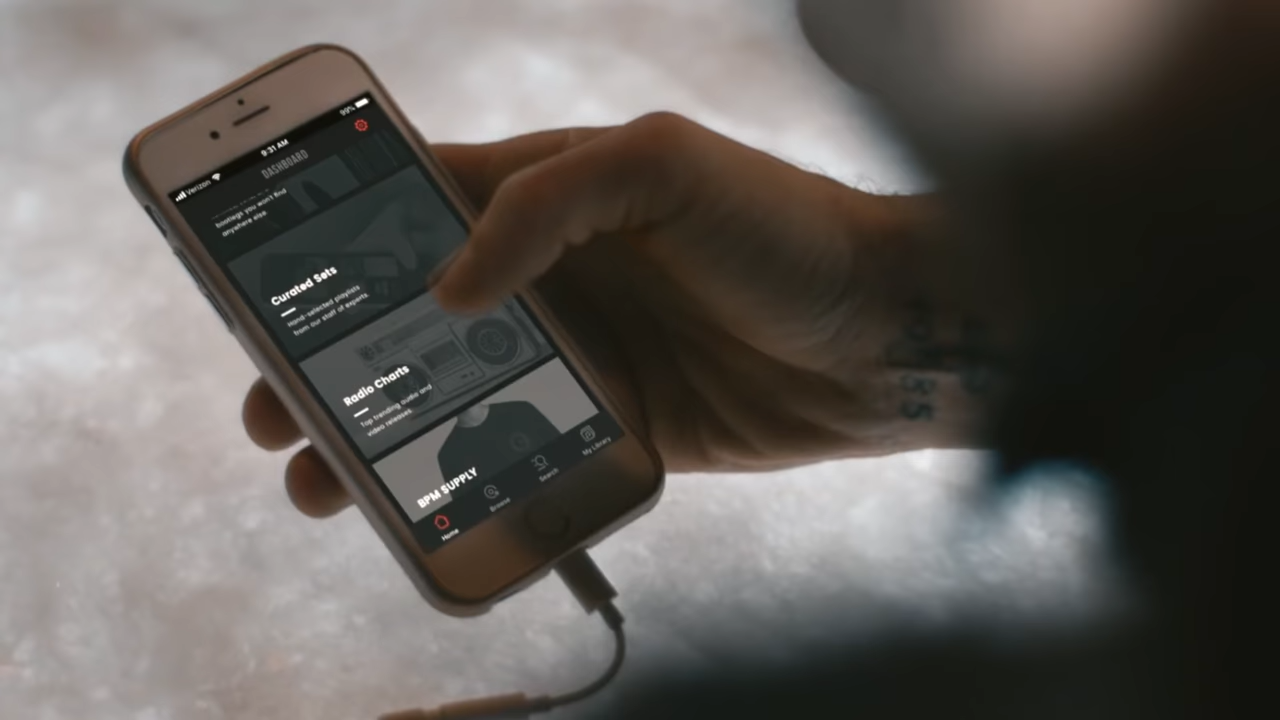 Verizon
9:31 AM
99%
DASHBOARD
bootlegs you won't find
anywhere else
Curated Sets
Hand-selected playlists
from our staff of experts.
Radio Charts
Top trending audio and
video releases.
BPM SUPPLY
Home
Browse
Search
My Library